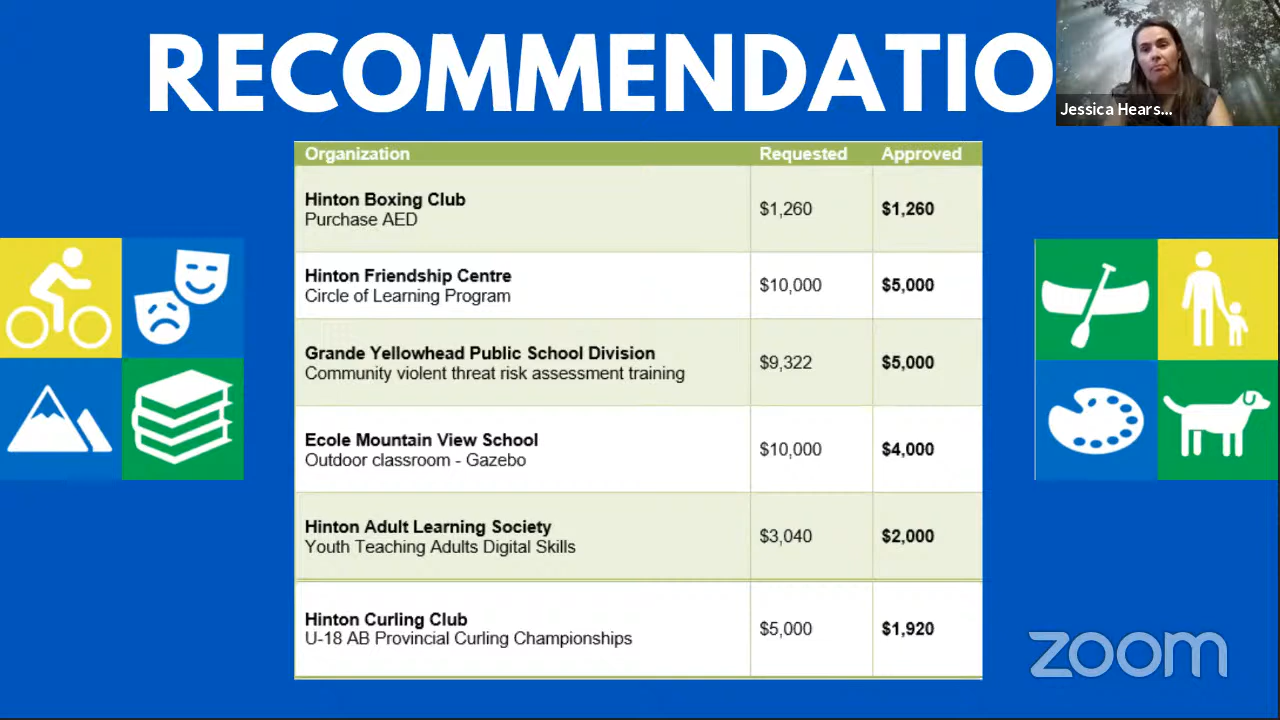 RECOMMENDATIO
Jessica Hears...
Organization Requested Approved
Hinton Boxing Club
Purchase AED
$1,260 $1,260
Hinton Friendship Centre
Circle of Learning Program
$10,000 $5,000
Grande Yellowhead Public School Division
Community violent threat risk assessment training
$9,322 $5,000
Ecole Mountain View School
Outdoor classroom - Gazebo
$10,000 $4,000
Hinton Adult Learning Society
Youth Teaching Adults Digital Skills
$3,040 $2,000
Hinton Curling Club
U-18 AB Provincial Curling Championships
$5,000 $1,920
zoom